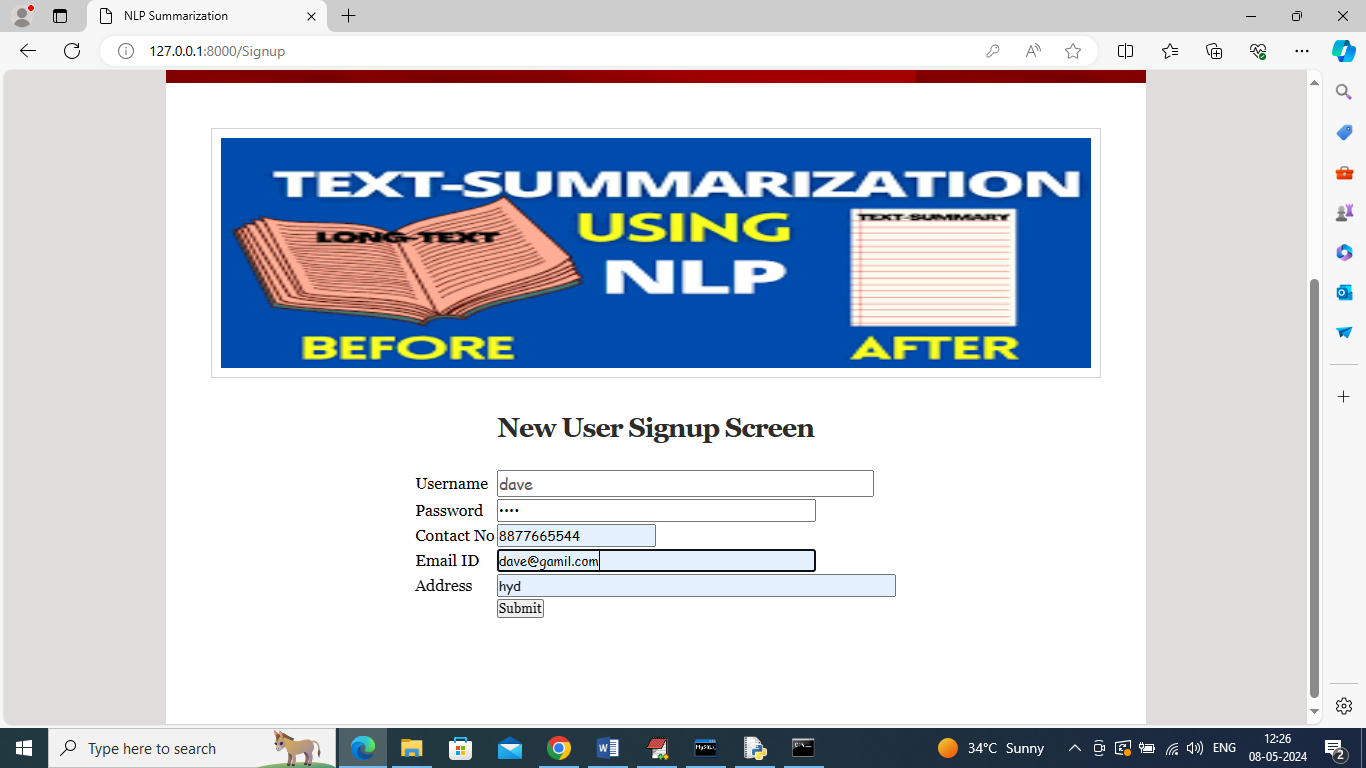 NLP Summarization
127.0.0.1:8000/Signup
TEXT-SUMMARIZATION
USING
NLP
LONG-TEXT
TEXT-SUMMARY
BEFORE
AFTER
New User Signup Screen
Username dave
Password ••••
Contact No 8877665544
Email ID dave@gamil.com
Address hyd
Submit
Type here to search
34°C Sunny
ENG
12:26
08-05-2024
2